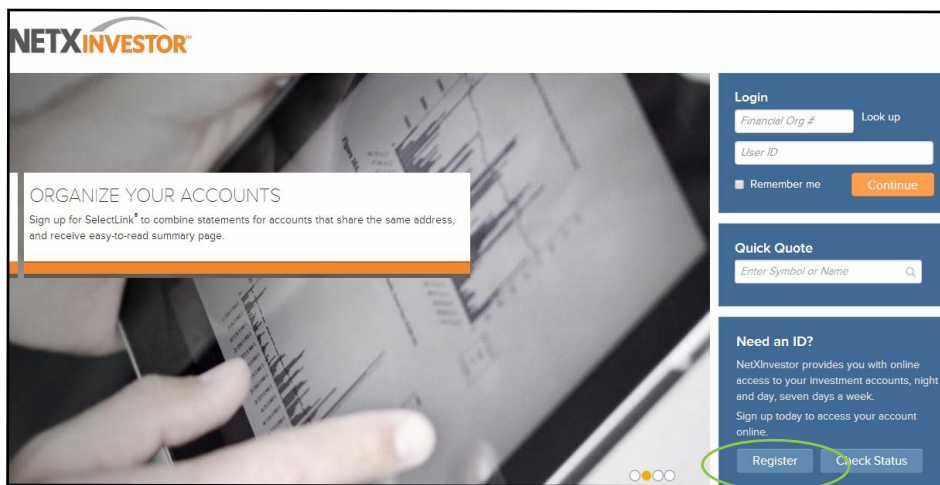 NETXINVESTOR™
ORGANIZE YOUR ACCOUNTS
Sign up for SelectLink® to combine statements for accounts that share the same address,
and receive easy-to-read summary page.
Login
Financial Org #
Look up
User ID
Remember me
Continue
Quick Quote
Enter Symbol or Name
Need an ID?
NetXInvestor provides you with online
access to your investment accounts, night
and day, seven days a week.
Sign up today to access your account
online.
Register
Check Status